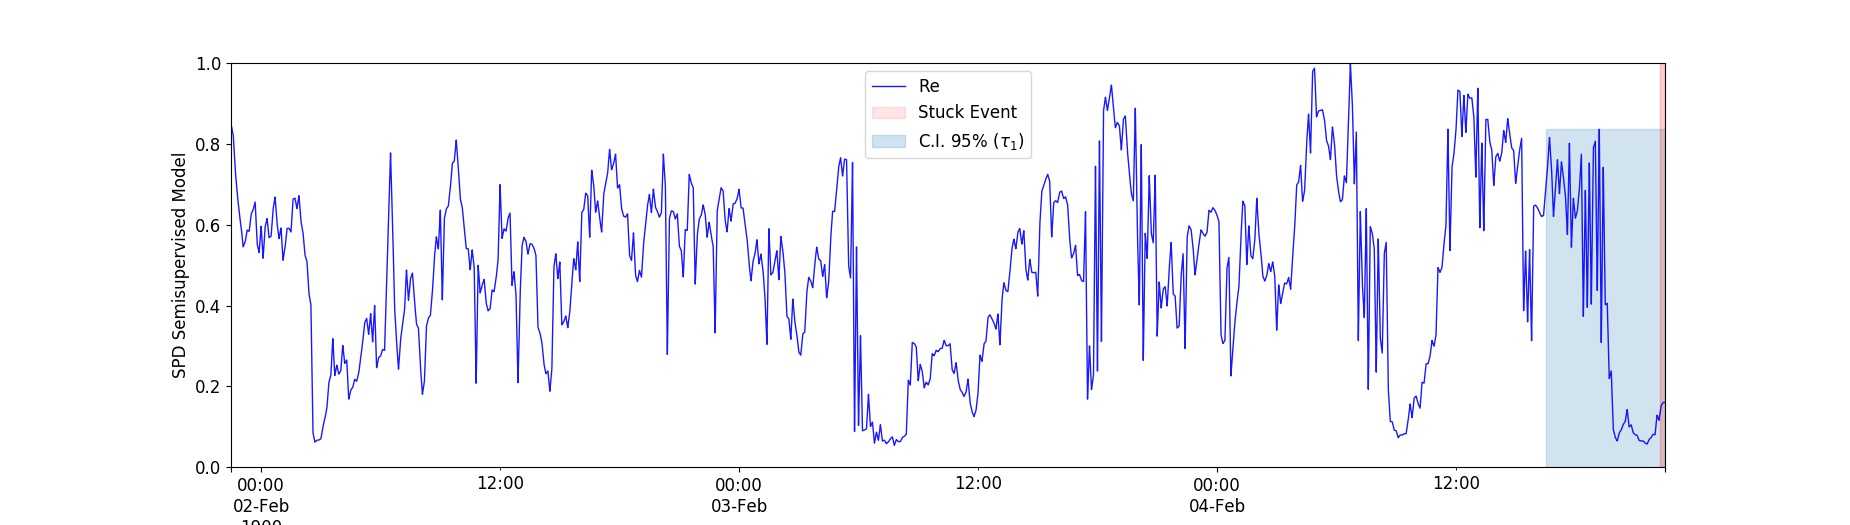 SPD Semisupervised Model
1.0
0.8
0.6
0.4
0.2
0.0
Re
Stuck Event
C.I. 95% (τ₁)
00:00 12:00 00:00 12:00 00:00 12:00
02-Feb 03-Feb 04-Feb
1900